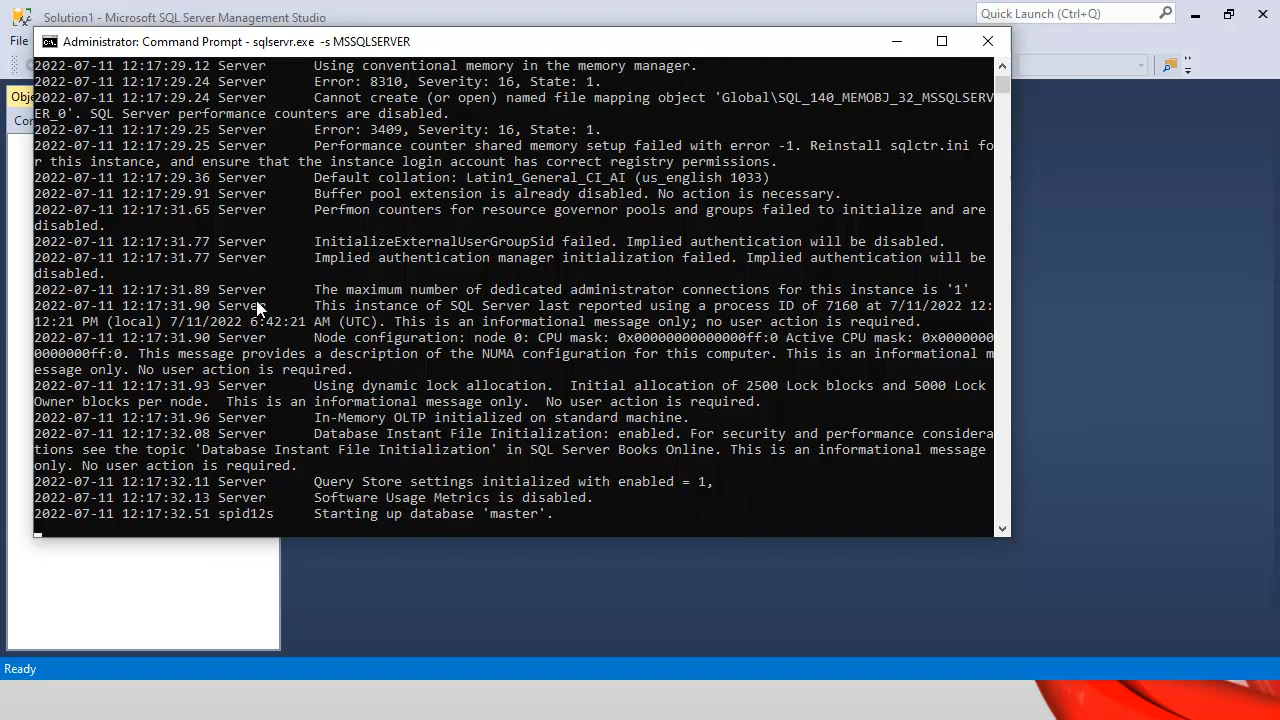 Solution1 - Microsoft SQL Server Management Studio
Quick Launch (Ctrl+Q)
File
Administrator: Command Prompt - sqlservr.exe  -s MSSQLSERVER
Obje
Con
2022-07-11 12:17:29.12 Server      Using conventional memory in the memory manager.
2022-07-11 12:17:29.24 Server      Error: 8310, Severity: 16, State: 1.
2022-07-11 12:17:29.24 Server      Cannot create (or open) named file mapping object 'Global\SQL_140_MEMOBJ_32_MSSQLSERV
ER_0'. SQL Server performance counters are disabled.
2022-07-11 12:17:29.25 Server      Error: 3409, Severity: 16, State: 1.
2022-07-11 12:17:29.25 Server      Performance counter shared memory setup failed with error -1. Reinstall sqlctr.ini fo
r this instance, and ensure that the instance login account has correct registry permissions.
2022-07-11 12:17:29.36 Server      Default collation: Latin1_General_CI_AI (us_english 1033)
2022-07-11 12:17:29.91 Server      Buffer pool extension is already disabled. No action is necessary.
2022-07-11 12:17:31.65 Server      Perfmon counters for resource governor pools and groups failed to initialize and are
disabled.
2022-07-11 12:17:31.77 Server      InitializeExternalUserGroupSid failed. Implied authentication will be disabled.
2022-07-11 12:17:31.77 Server      Implied authentication manager initialization failed. Implied authentication will be
disabled.
2022-07-11 12:17:31.89 Server      The maximum number of dedicated administrator connections for this instance is '1'
2022-07-11 12:17:31.90 Server      This instance of SQL Server last reported using a process ID of 7160 at 7/11/2022 12:
12:21 PM (local) 7/11/2022 6:42:21 AM (UTC). This is an informational message only; no user action is required.
2022-07-11 12:17:31.90 Server      Node configuration: node 0: CPU mask: 0x00000000000000ff:0 Active CPU mask: 0x0000000
0000000ff:0. This message provides a description of the NUMA configuration for this computer. This is an informational m
essage only. No user action is required.
2022-07-11 12:17:31.93 Server      Using dynamic lock allocation.  Initial allocation of 2500 Lock blocks and 5000 Lock
Owner blocks per node.  This is an informational message only.  No user action is required.
2022-07-11 12:17:31.96 Server      In-Memory OLTP initialized on standard machine.
2022-07-11 12:17:32.08 Server      Database Instant File Initialization: enabled. For security and performance considera
tions see the topic 'Database Instant File Initialization' in SQL Server Books Online. This is an informational message
only. No user action is required.
2022-07-11 12:17:32.11 Server      Query Store settings initialized with enabled = 1,
2022-07-11 12:17:32.13 Server      Software Usage Metrics is disabled.
2022-07-11 12:17:32.51 spid12s     Starting up database 'master'.
Ready